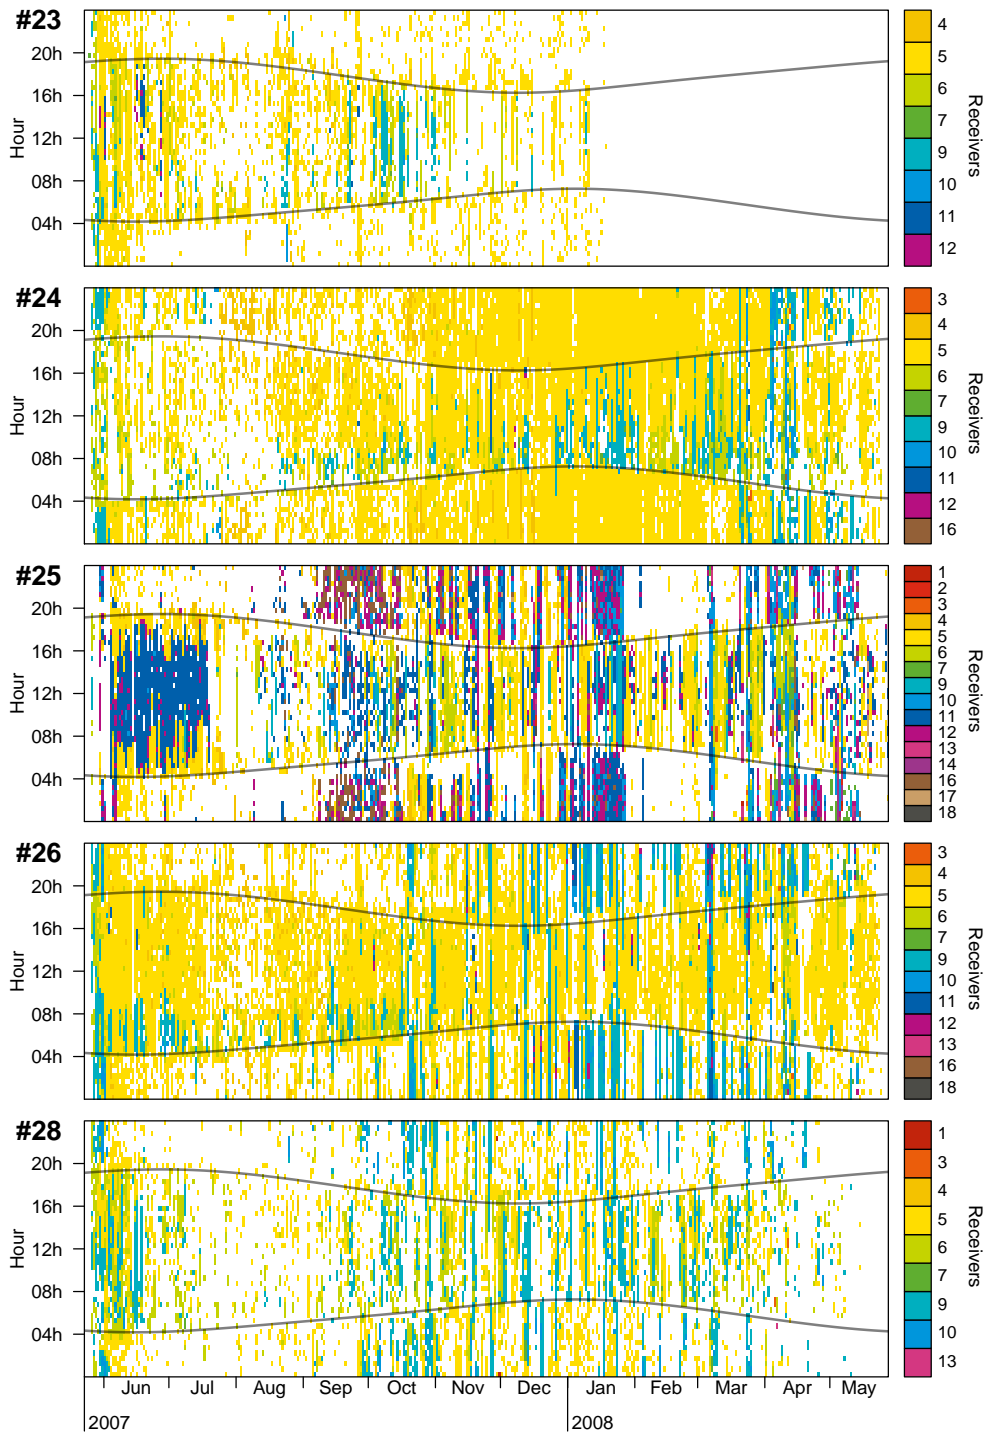 #23
20h
16h
12h
08h
04h
Hour
4
5
6
7
9
10
11
12
Receivers
#24
20h
16h
12h
08h
04h
Hour
3
4
5
6
7
9
10
11
12
16
Receivers
#25
20h
16h
12h
08h
04h
Hour
1
2
3
4
5
6
7
9
10
11
12
13
14
16
17
18
Receivers
#26
20h
16h
12h
08h
04h
Hour
3
4
5
6
7
9
10
11
12
13
16
18
Receivers
#28
20h
16h
12h
08h
04h
Hour
1
3
4
5
6
7
9
10
13
Receivers
Jun Jul Aug Sep Oct Nov Dec Jan Feb Mar Apr May
2007 2008